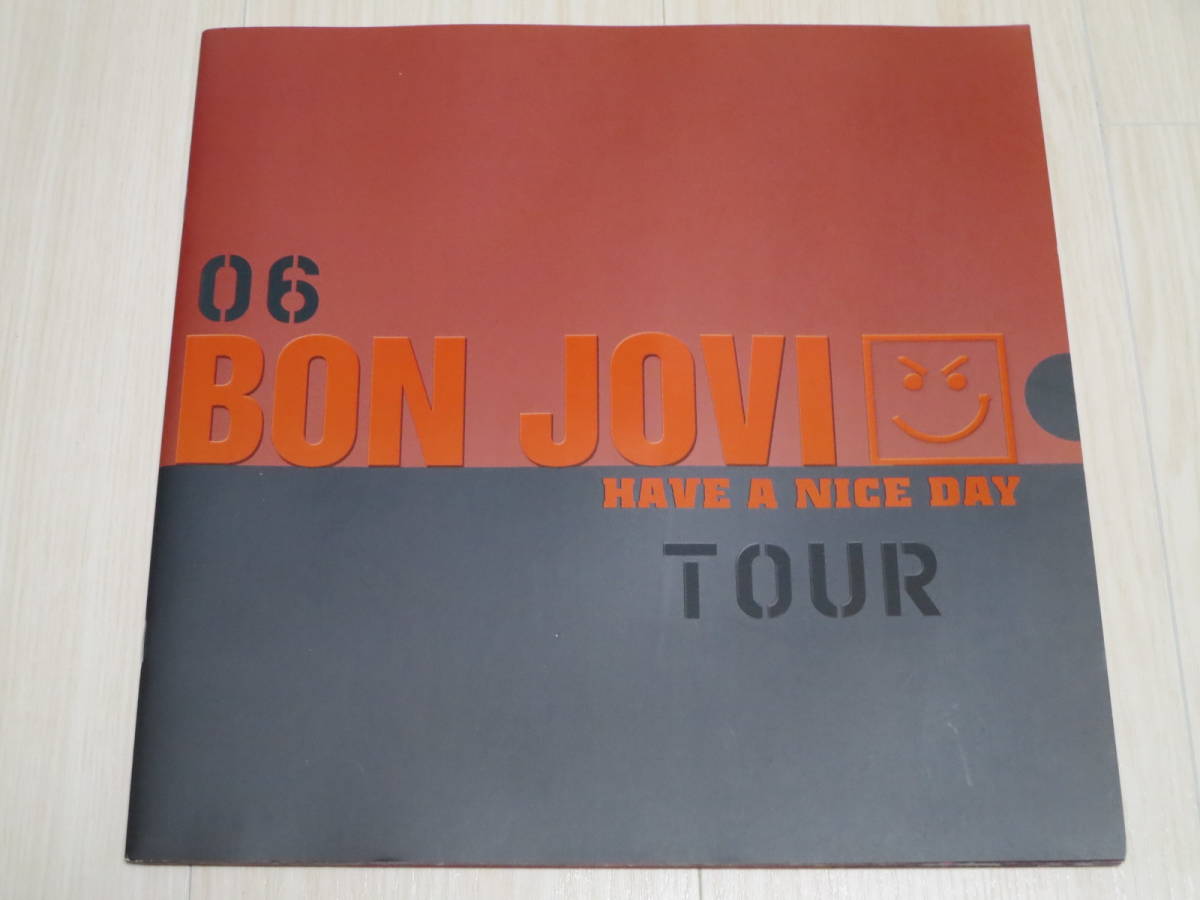 06
BON JOVI
HAVE A NICE DAY
TOUR